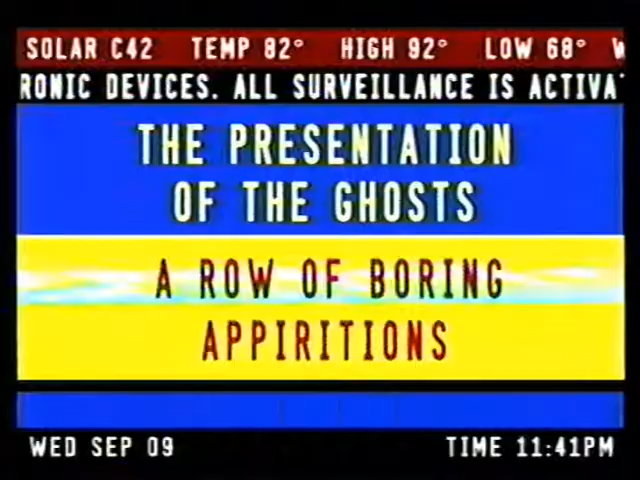 SOLAR C42 TEMP 82° HIGH 92° LOW 68°
RONIC DEVICES. ALL SURVEILLANCE IS ACTIVA
THE PRESENTATION
OF THE GHOSTS
A ROW OF BORING
APPIRITIONS
WED SEP 09 TIME 11:41PM